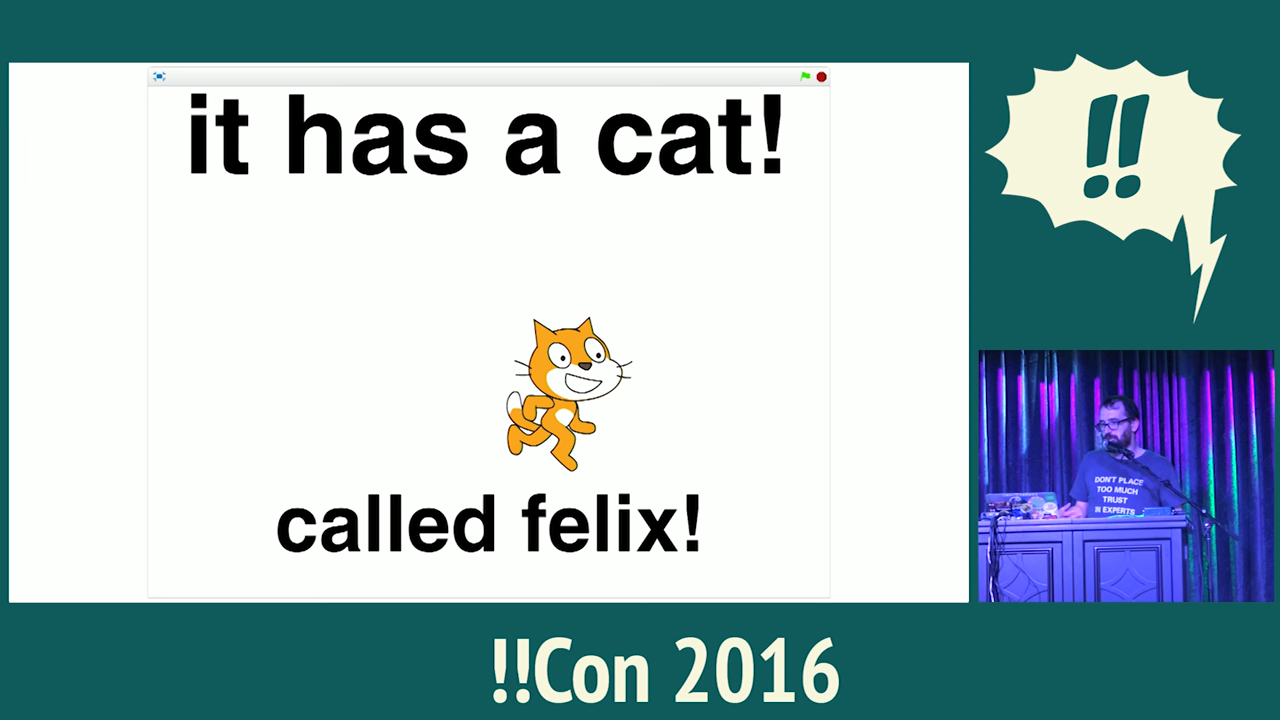 it has a cat!
called felix!
!!
DON'T PLACE
TOO MUCH
TRUST
IN EXPERTS
!!Con 2016